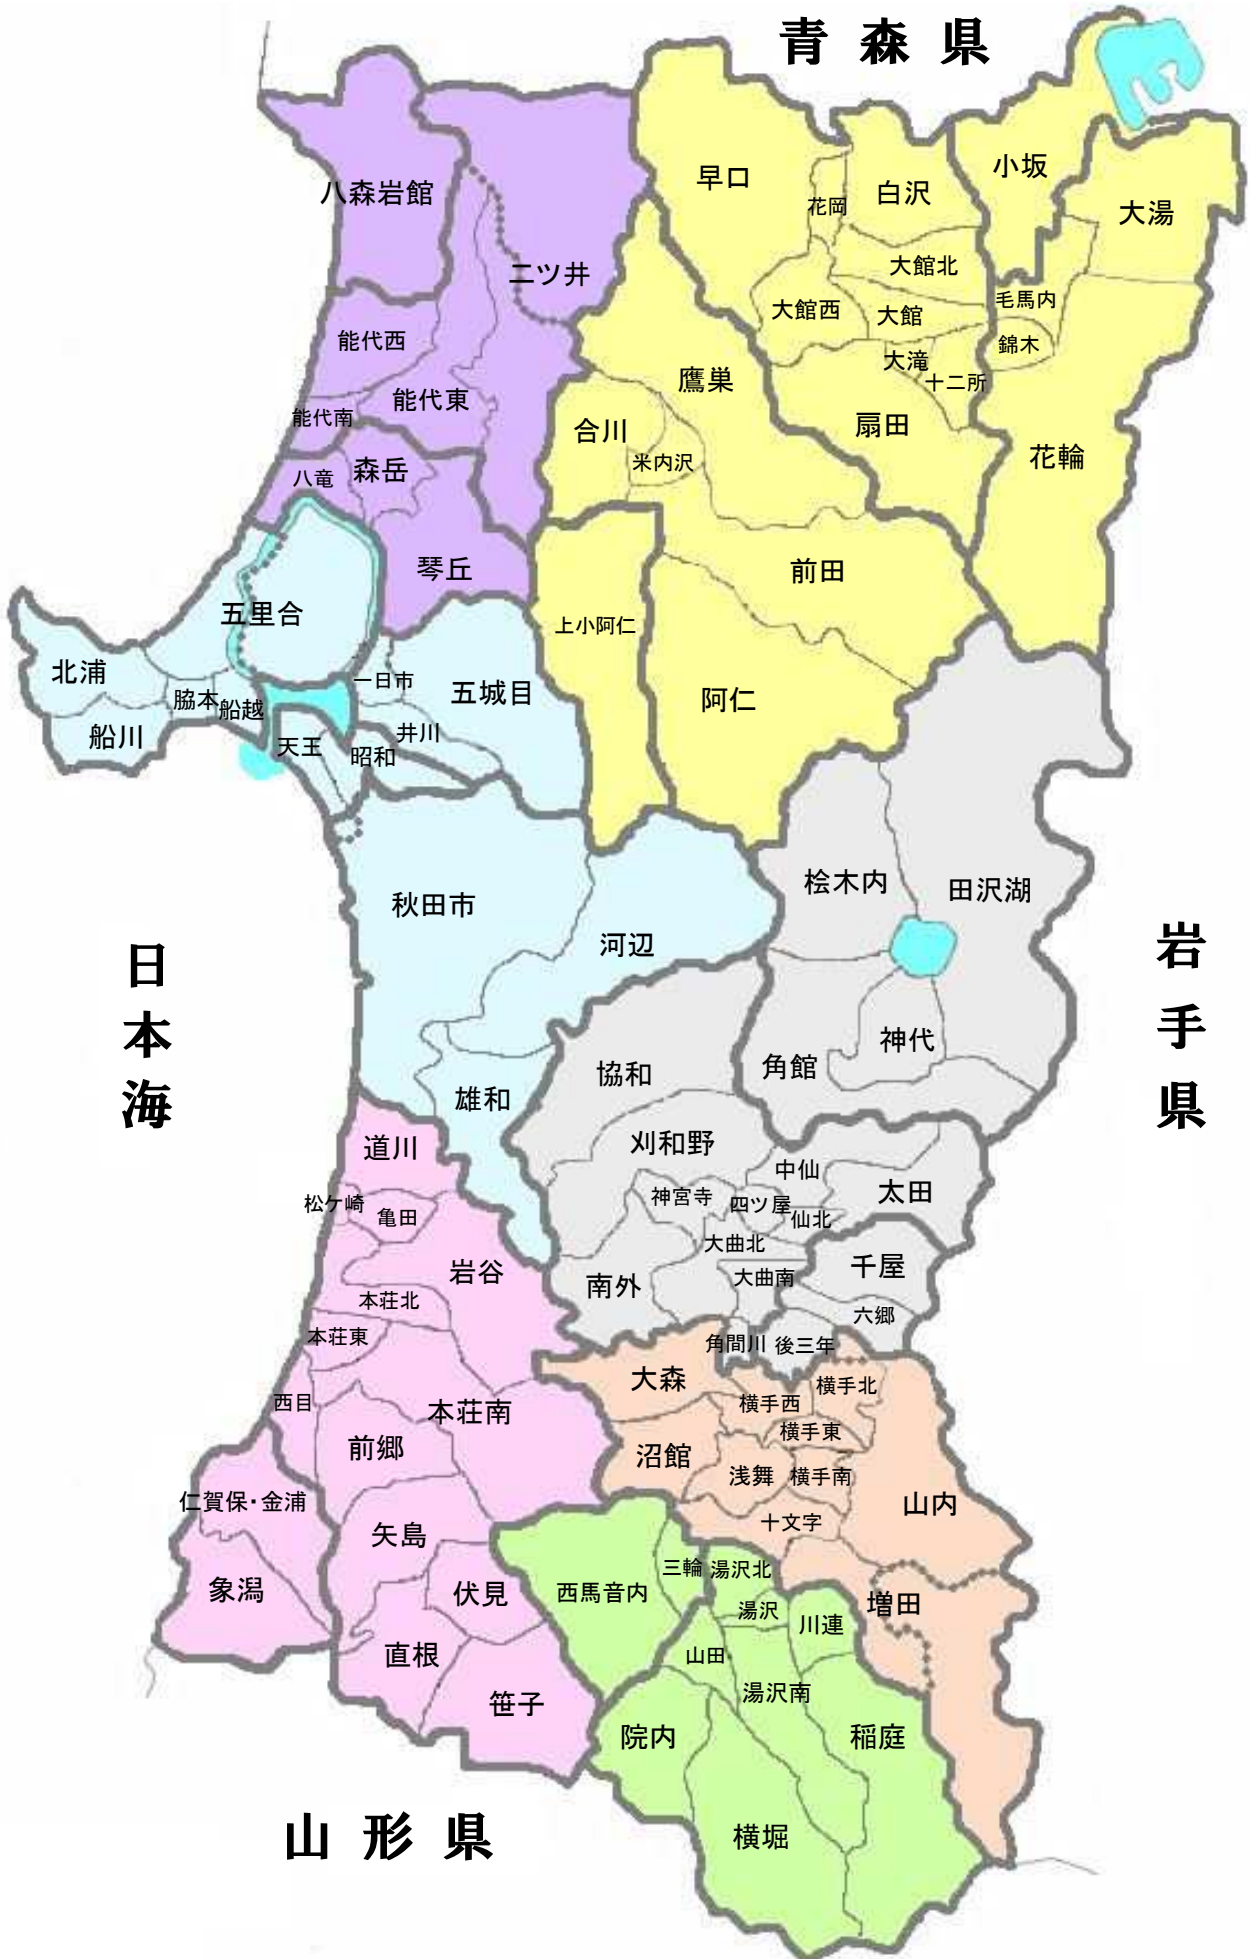 青森県
八森岩館
早口
花岡
白沢
小坂
大湯
二ツ井
大館北
毛馬内
能代西
大館西
大館
錦木
大滝
十二所
鷹巣
能代東
能代南
合川
扇田
米内沢
花輪
森岳
八竜
琴丘
前田
五里合
上小阿仁
北浦
脇本
船越
一日市
五城目
阿仁
船川
天王
昭和
井川
秋田市
河辺
桧木内
田沢湖
日本海
岩手県
協和
角館
神代
雄和
道川
刈和野
中仙
太田
松ケ崎
亀田
神宮寺
四ツ屋
仙北
大曲北
岩谷
南外
大曲南
千屋
本荘北
六郷
本荘東
角間川
後三年
大森
横手北
西目
本荘南
横手西
横手東
前郷
沼館
浅舞
横手南
仁賀保・金浦
山内
矢島
十文字
象潟
伏見
西馬音内
三輪
湯沢北
湯沢
川連
増田
直根
山田
湯沢南
笹子
院内
稲庭
横堀
山形県